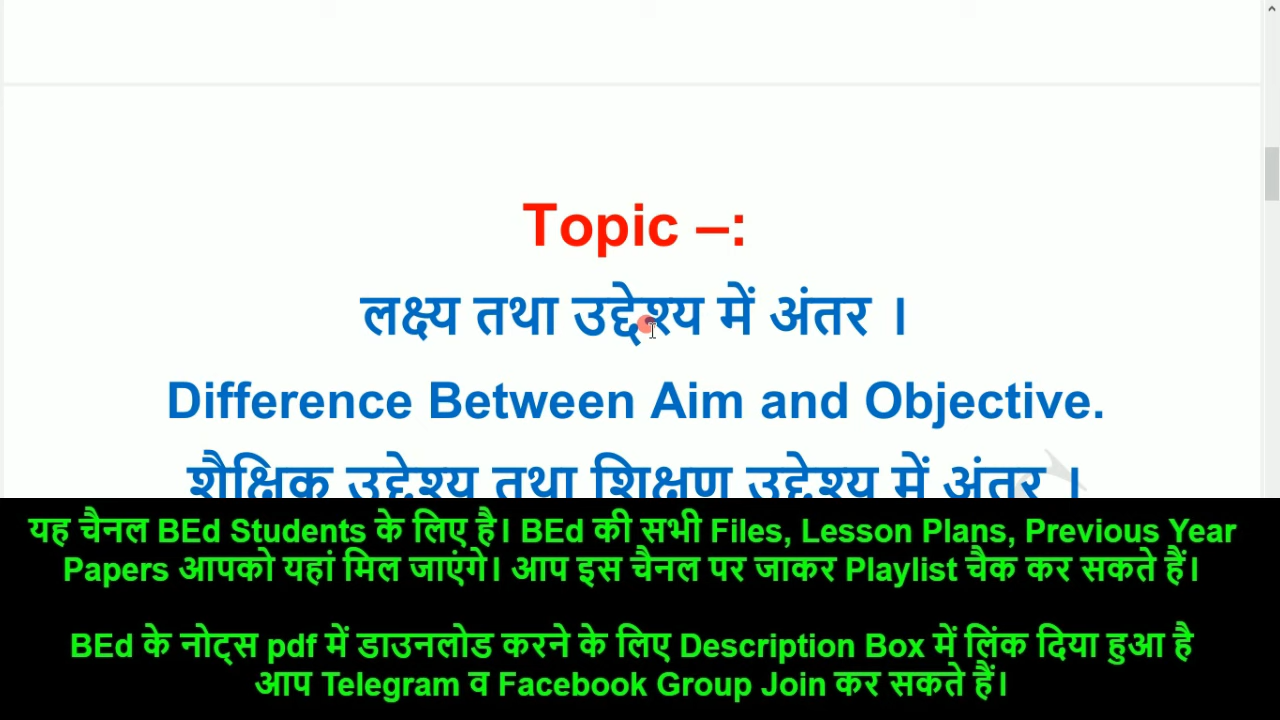 Topic –:
लक्ष्य तथा उद्देश्य में अंतर ।
Difference Between Aim and Objective.
शैक्षिक उद्देश्य तथा शिक्षण उद्देश्य में अंतर ।
यह चैनल BEd Students के लिए है। BEd की सभी Files, Lesson Plans, Previous Year
Papers आपको यहां मिल जाएंगे। आप इस चैनल पर जाकर Playlist चैक कर सकते हैं।
BEd के नोट्स pdf में डाउनलोड करने के लिए Description Box में लिंक दिया हुआ है
आप Telegram व Facebook Group Join कर सकते हैं।